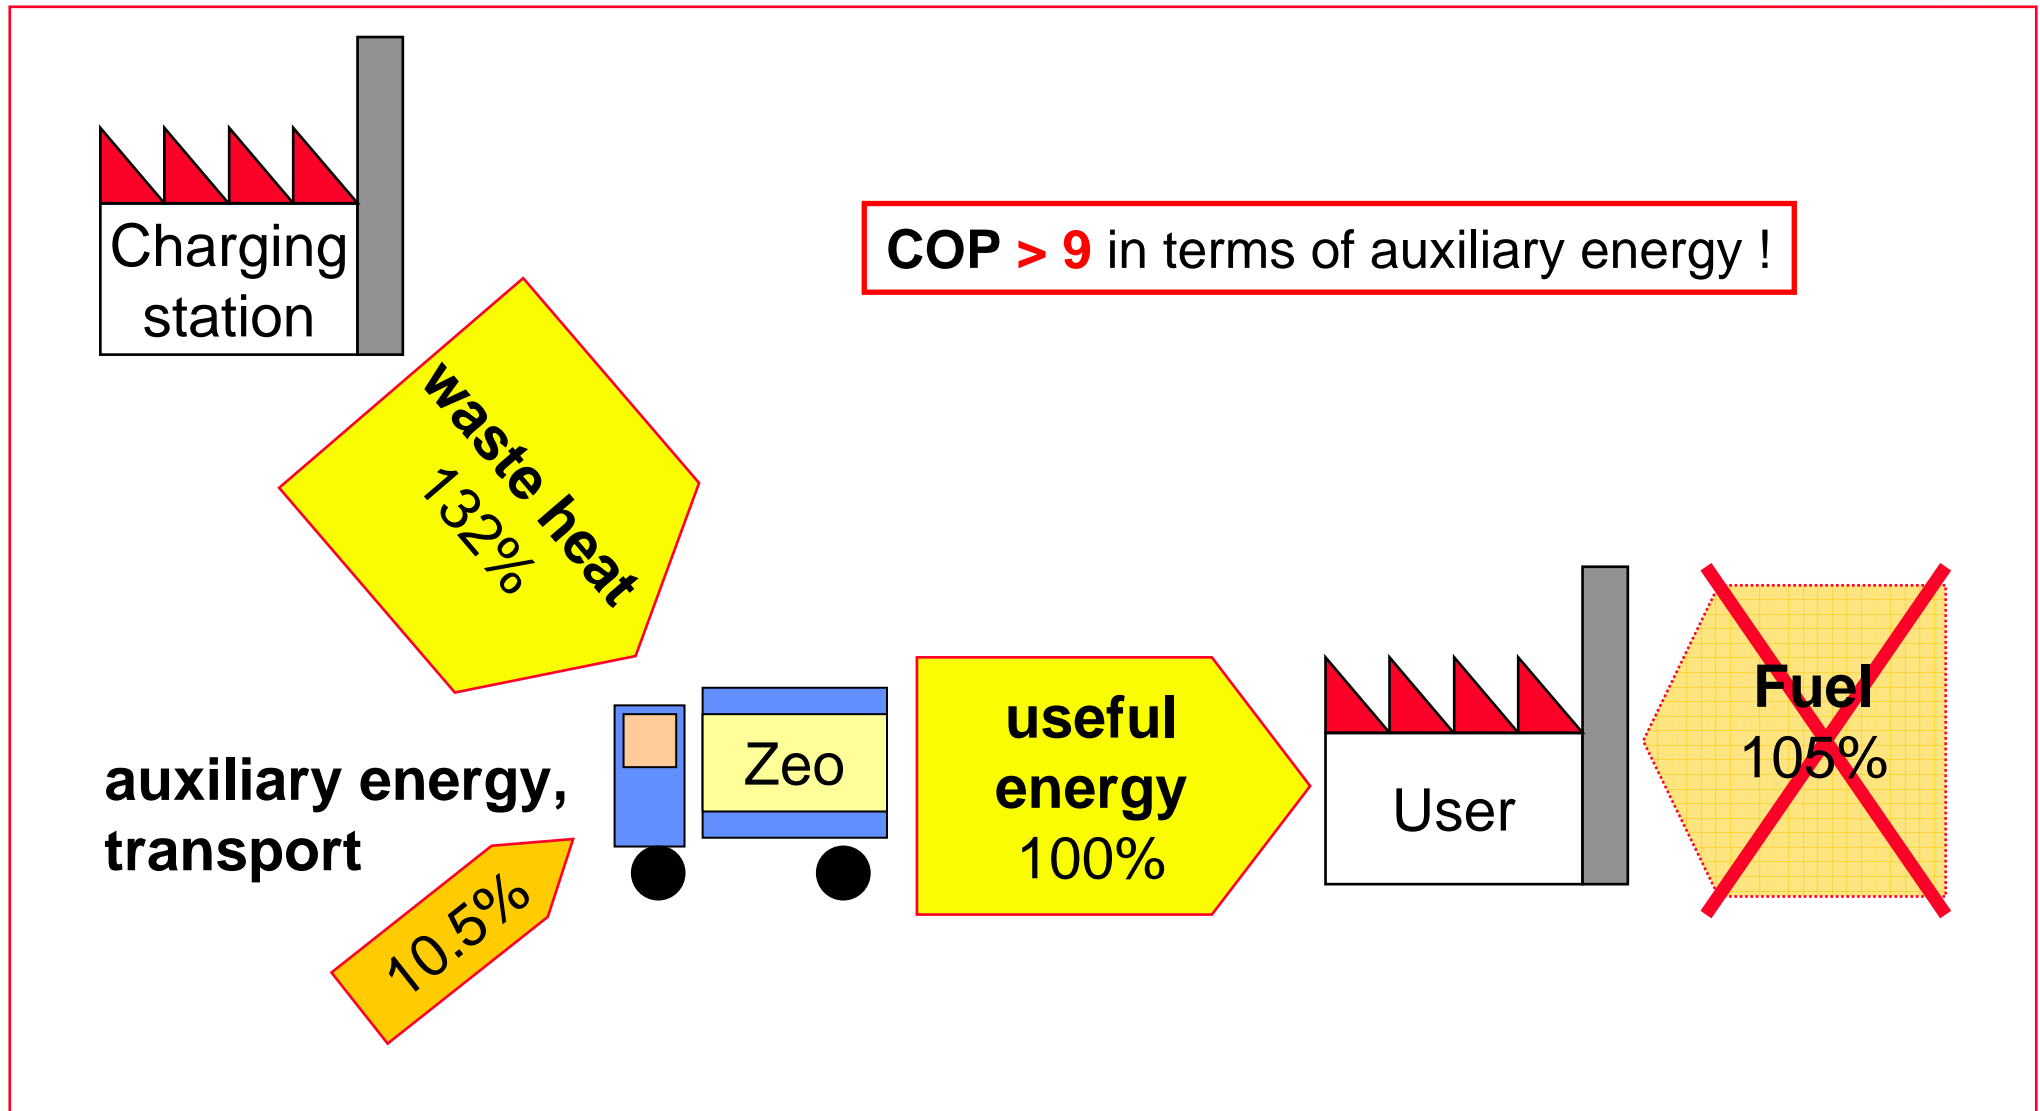 Charging
station
COP > 9 in terms of auxiliary energy !
waste heat
132%
auxiliary energy,
transport
10.5%
Zeo
useful
energy
100%
User
Fuel
105%